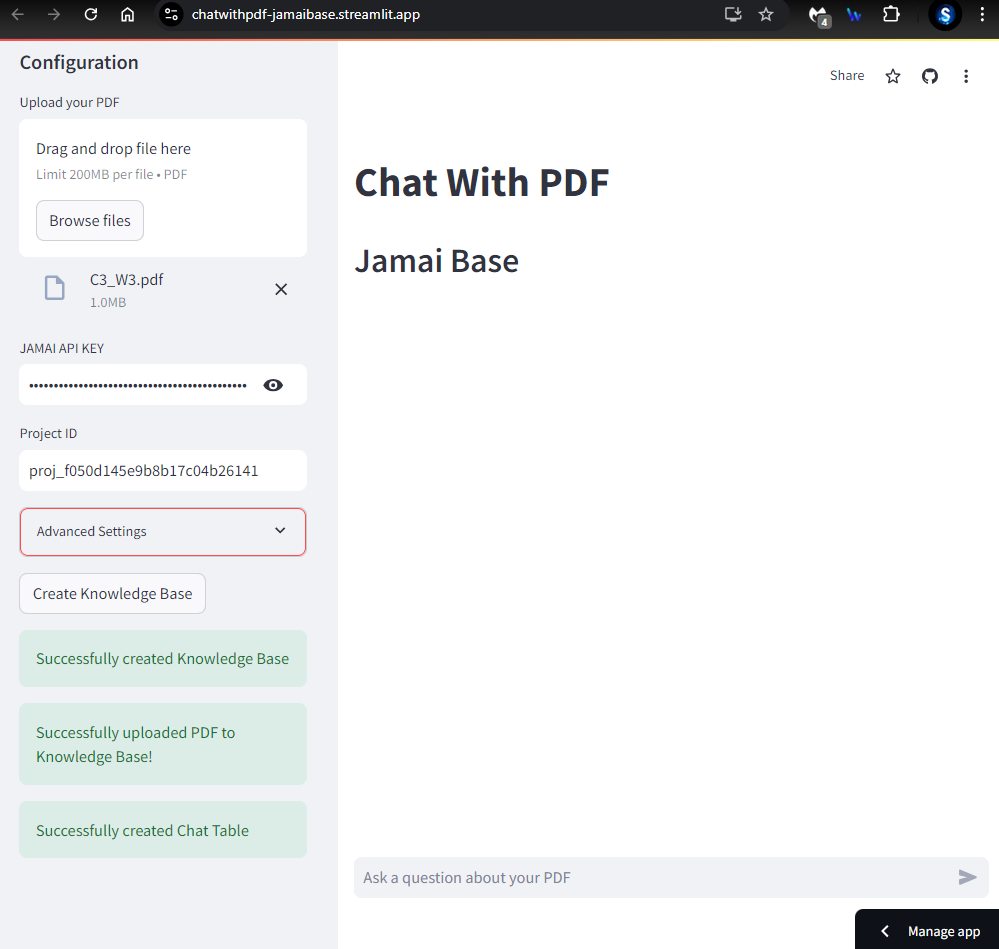 chatwithpdf-jamaibase.streamlit.app
4
S
Configuration
Upload your PDF
Drag and drop file here
Limit 200MB per file • PDF
Browse files
C3_W3.pdf
1.0MB
JAMAI API KEY
Project ID
proj_f050d145e9b8b17c04b26141
Advanced Settings
Create Knowledge Base
Successfully created Knowledge Base
Successfully uploaded PDF to
Knowledge Base!
Successfully created Chat Table
Share
Chat With PDF
Jamai Base
Ask a question about your PDF
Manage app